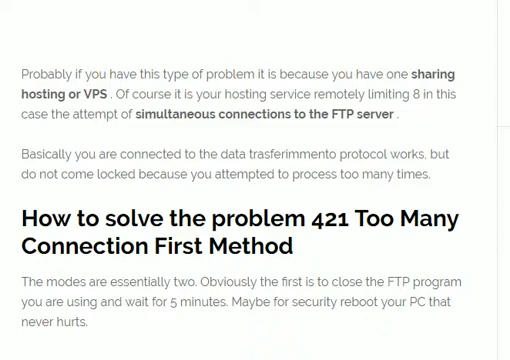 Probably if you have this type of problem it is because you have one sharing
hosting or VPS . Of course it is your hosting service remotely limiting 8 in this
case the attempt of simultaneous connections to the FTP server .
Basically you are connected to the data trasferimmento protocol works, but
do not come locked because you attempted to process too many times.
How to solve the problem 421 Too Many
Connection First Method
The modes are essentially two. Obviously the first is to close the FTP program
you are using and wait for 5 minutes. Maybe for security reboot your PC that
never hurts.